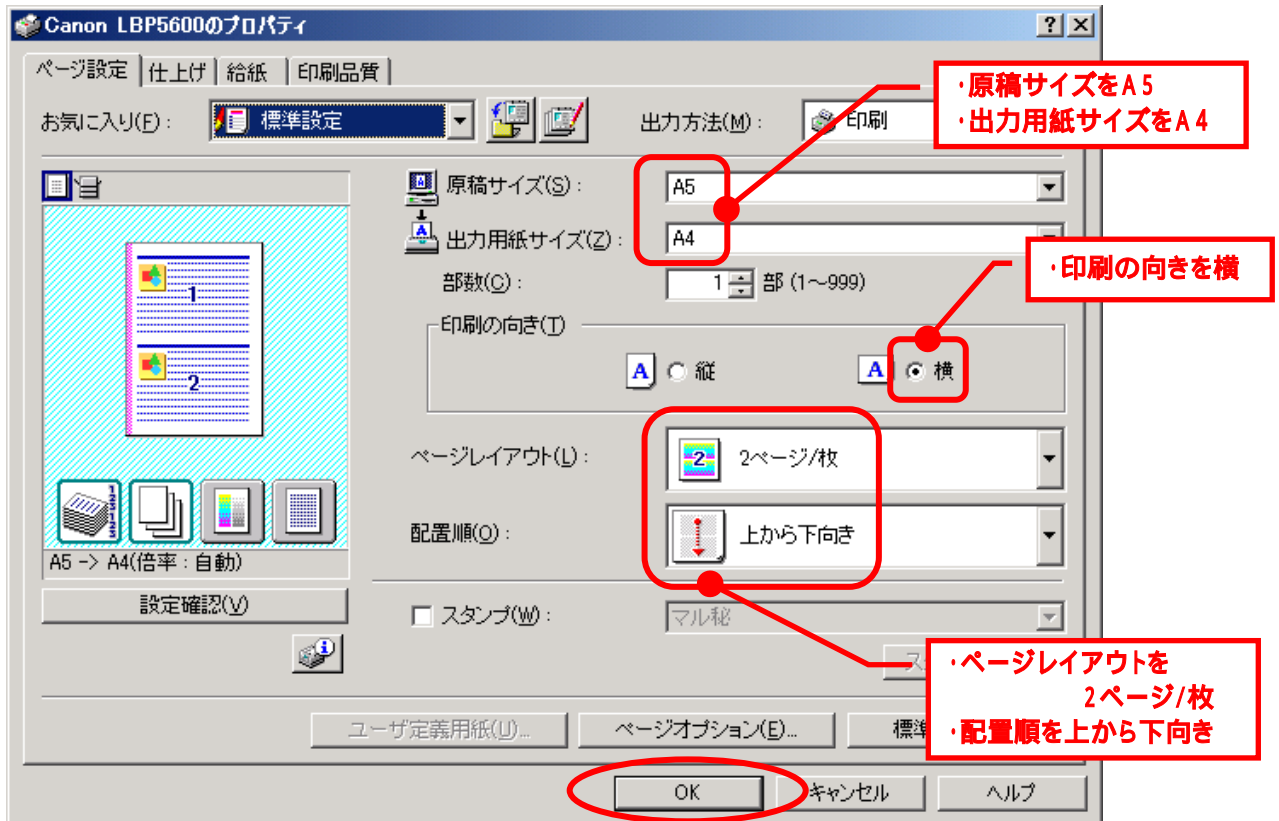 Canon LBP5600のプロパティ
ページ設定 仕上げ 給紙 印刷品質
お気に入り(F): 標準設定 出力方法(M): 印刷
・原稿サイズをA5
・出力用紙サイズをA4
原稿サイズ(S): A5
出力用紙サイズ(Z): A4
・印刷の向きを横
部数(C): 1 部 (1～999)
印刷の向き(T)
A 縦 A 横
1
2
ページレイアウト(L): 2 2ページ/枚
配置順(O): 上から下向き
A5 -> A4(倍率:自動)
設定確認(V)
スタンプ(W): マル秘
・ページレイアウトを
2ページ/枚
・配置順を上から下向き
ユーザ定義用紙(U)... ページオプション(E)... 標準
OK キャンセル ヘルプ